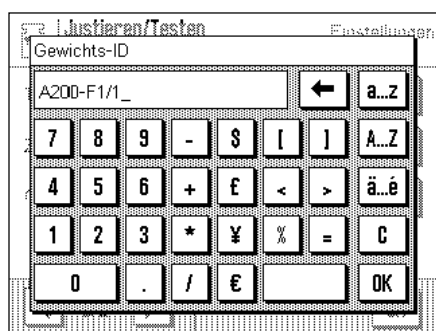 Justieren/Testen Einstellungen
Gewichts-ID
A200-F1/1_
← a...z
7 8 9 - $ [ ] A...Z
4 5 6 + £ < > ä...é
1 2 3 * ¥ % = C
0 . / € OK